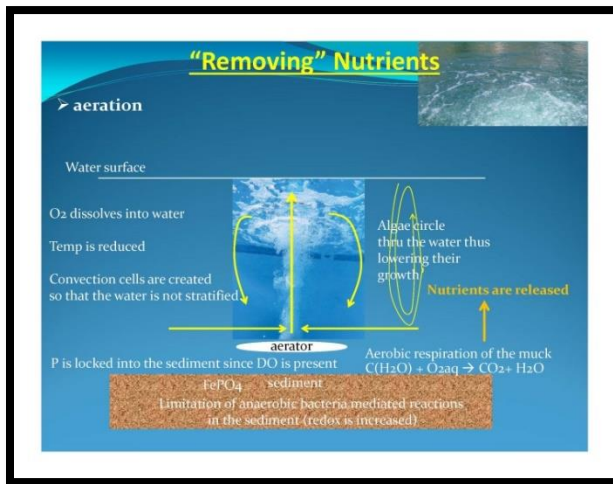 “Removing” Nutrients
➢ aeration
Water surface
O2 dissolves into water
Temp is reduced
Convection cells are created
so that the water is not stratified
Algae circle
thru the water thus
lowering their
growth
Nutrients are released
aerator
P is locked into the sediment since DO is present
Aerobic respiration of the muck
C(H2O) + O2aq → CO2+ H2O
FePO4
sediment
Limitation of anaerobic bacteria mediated reactions
in the sediment (redox is increased)